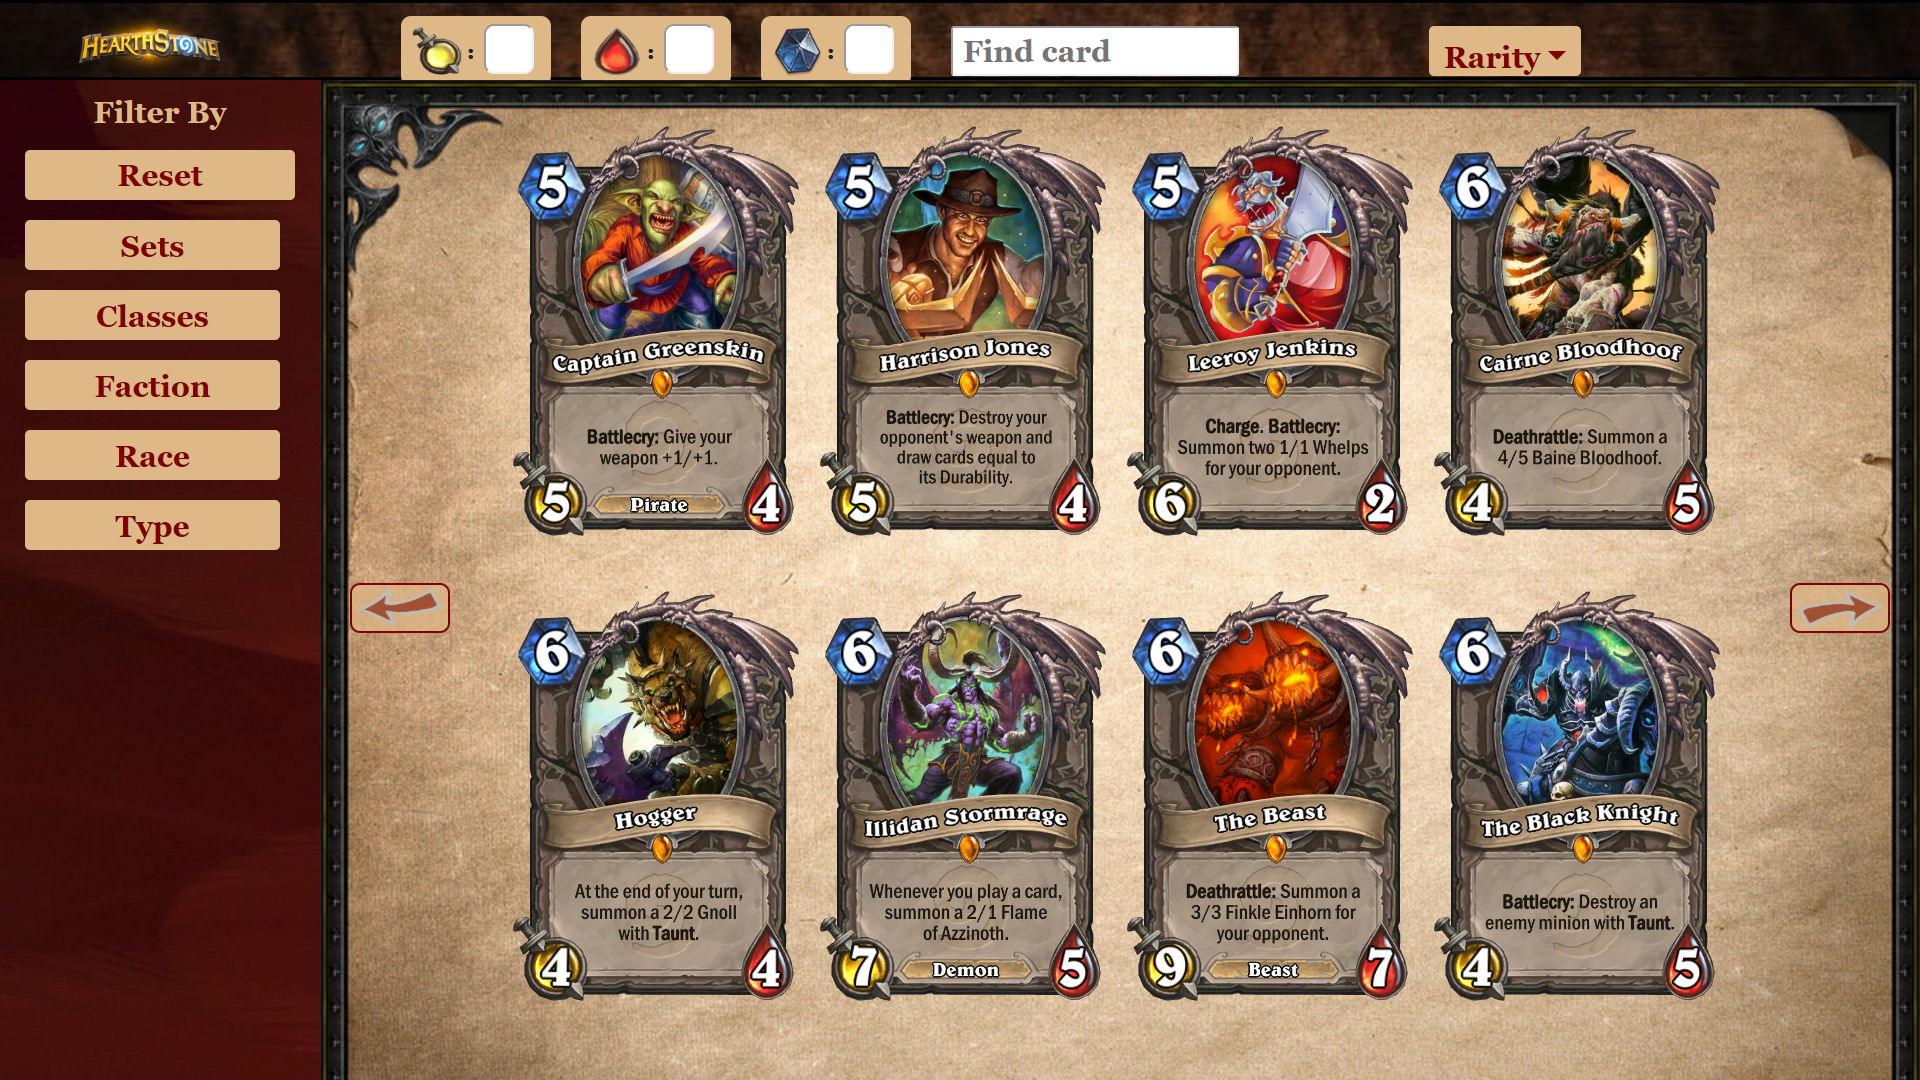 HEARTHSTONE
:
:
:
Find card
Rarity
Filter By
Reset
Sets
Classes
Faction
Race
Type
5
Captain Greenskin
Battlecry: Give your
weapon +1/+1.
5
Pirate
4
5
Harrison Jones
Battlecry: Destroy your
opponent's weapon and
draw cards equal to
its Durability.
5
4
5
Leeroy Jenkins
Charge. Battlecry:
Summon two 1/1 Whelps
for your opponent.
6
2
6
Cairne Bloodhoof
Deathrattle: Summon a
4/5 Baine Bloodhoof.
4
5
6
Hogger
At the end of your turn,
summon a 2/2 Gnoll
with Taunt.
4
4
6
Illidan Stormrage
Whenever you play a card,
summon a 2/1 Flame
of Azzinoth.
7
Demon
5
6
The Beast
Deathrattle: Summon a
3/3 Finkle Einhorn for
your opponent.
9
Beast
7
6
The Black Knight
Battlecry: Destroy an
enemy minion with Taunt.
4
5